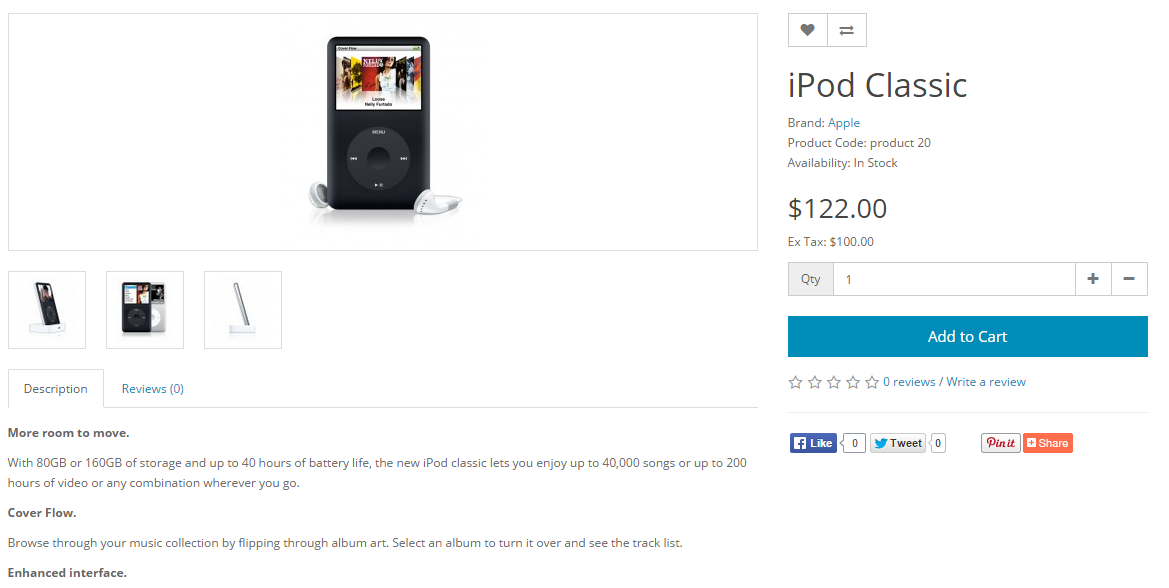 Cover Flow
NELLY
Loose
Nelly Furtado
MENU
iPod Classic
Brand: Apple
Product Code: product 20
Availability: In Stock
$122.00
Ex Tax: $100.00
Qty 1
Add to Cart
0 reviews / Write a review
Like 0 Tweet 0 Pin it Share
Description Reviews (0)
More room to move.
With 80GB or 160GB of storage and up to 40 hours of battery life, the new iPod classic lets you enjoy up to 40,000 songs or up to 200
hours of video or any combination wherever you go.
Cover Flow.
Browse through your music collection by flipping through album art. Select an album to turn it over and see the track list.
Enhanced interface.